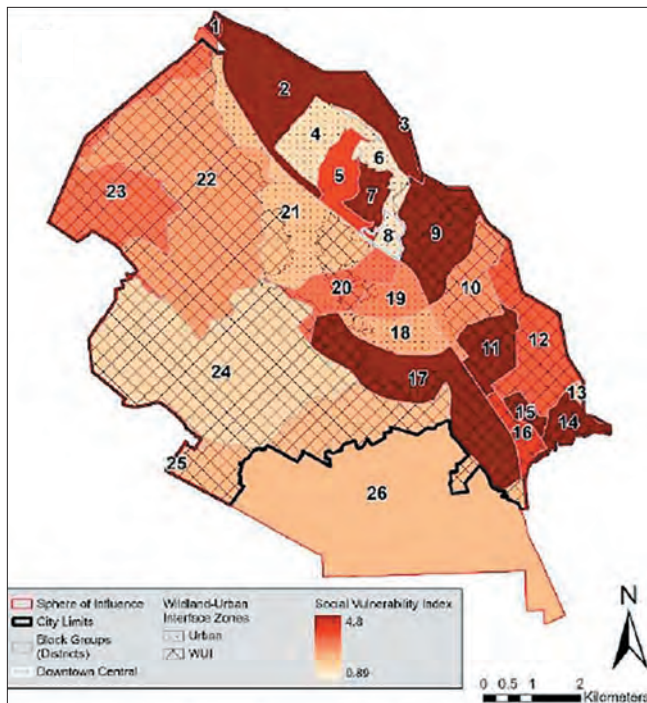 1
2
3
4
6
5
7
23
22
21
8
9
10
20
19
12
18
11
24
17
13
15
14
16
25
26
Sphere of Influence
City Limits
Block Groups
(Districts)
Downtown Central
Wildland-Urban
Interface Zones
Urban
WUI
Social Vulnerability Index
4.8
0.89
N
0 0.5 1 2
Kilometers